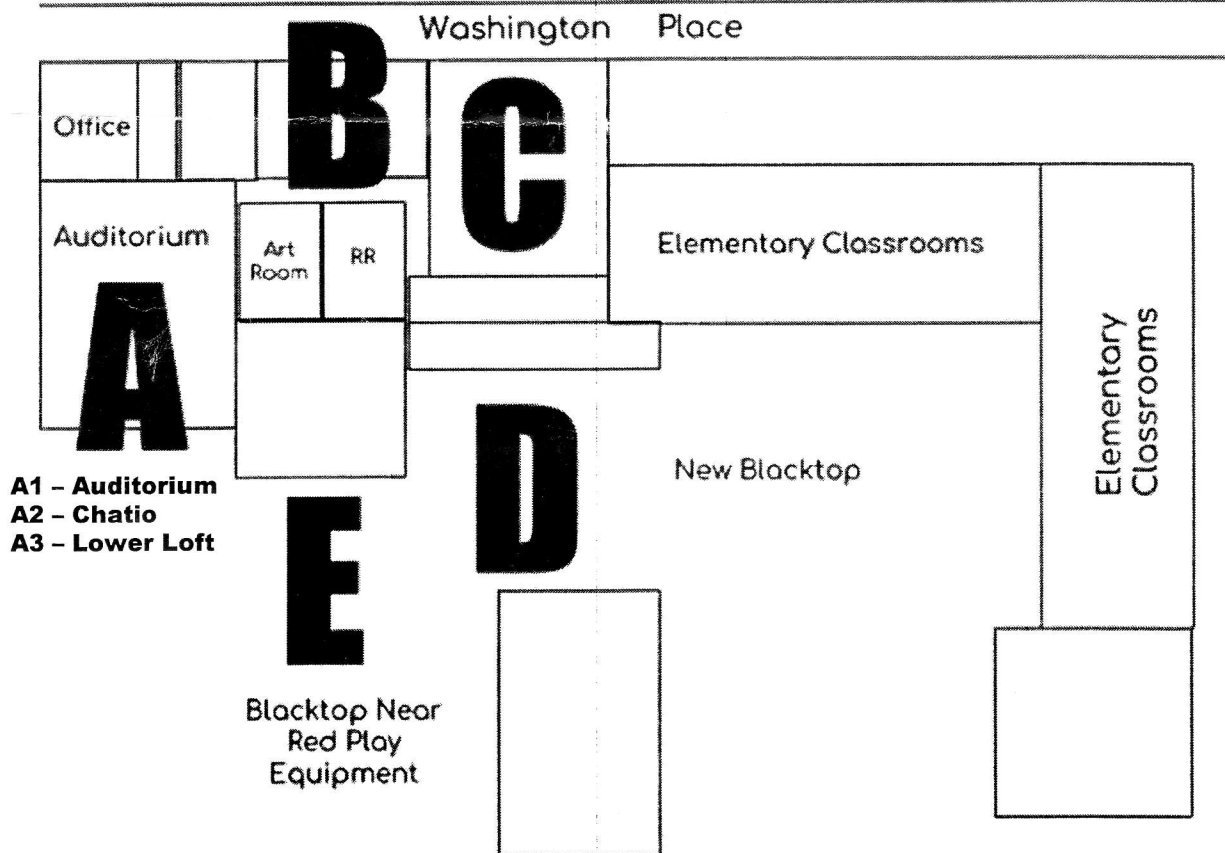 Washington Place
B
C
Office
Auditorium
Art
Room
RR
Elementary Classrooms
A
Elementary
Classrooms
D
New Blacktop
A1 – Auditorium
A2 – Chatio
A3 – Lower Loft
E
Blacktop Near
Red Play
Equipment